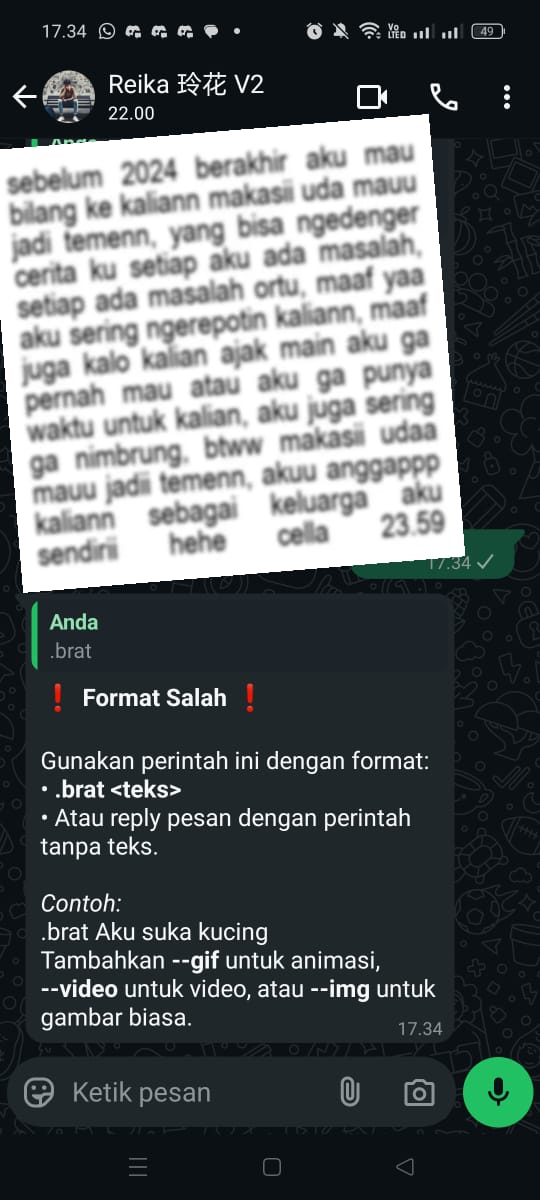 17.34
Vo
LTE
49
Reika 玲花 V2
22.00
Anda
sebelum 2024 berakhir aku mau
bilang ke kaliann makasii uda mauu
jadi temenn, yang bisa ngedenger
cerita ku setiap aku ada masalah,
setiap ada masalah ortu, maaf yaa
aku sering ngerepotin kaliann, maaf
juga kalo kalian ajak main aku ga
pernah mau atau aku ga punya
waktu untuk kalian, aku juga sering
ga nimbrung, btww makasii udaa
mauu jadii temenn, akuu anggappp
kaliann sebagai keluarga aku
sendirii hehe cella 23.59
17.34
Anda
.brat
❗ Format Salah ❗
Gunakan perintah ini dengan format:
• .brat <teks>
• Atau reply pesan dengan perintah
tanpa teks.
Contoh:
.brat Aku suka kucing
Tambahkan --gif untuk animasi,
--video untuk video, atau --img untuk
gambar biasa.
17.34
Ketik pesan